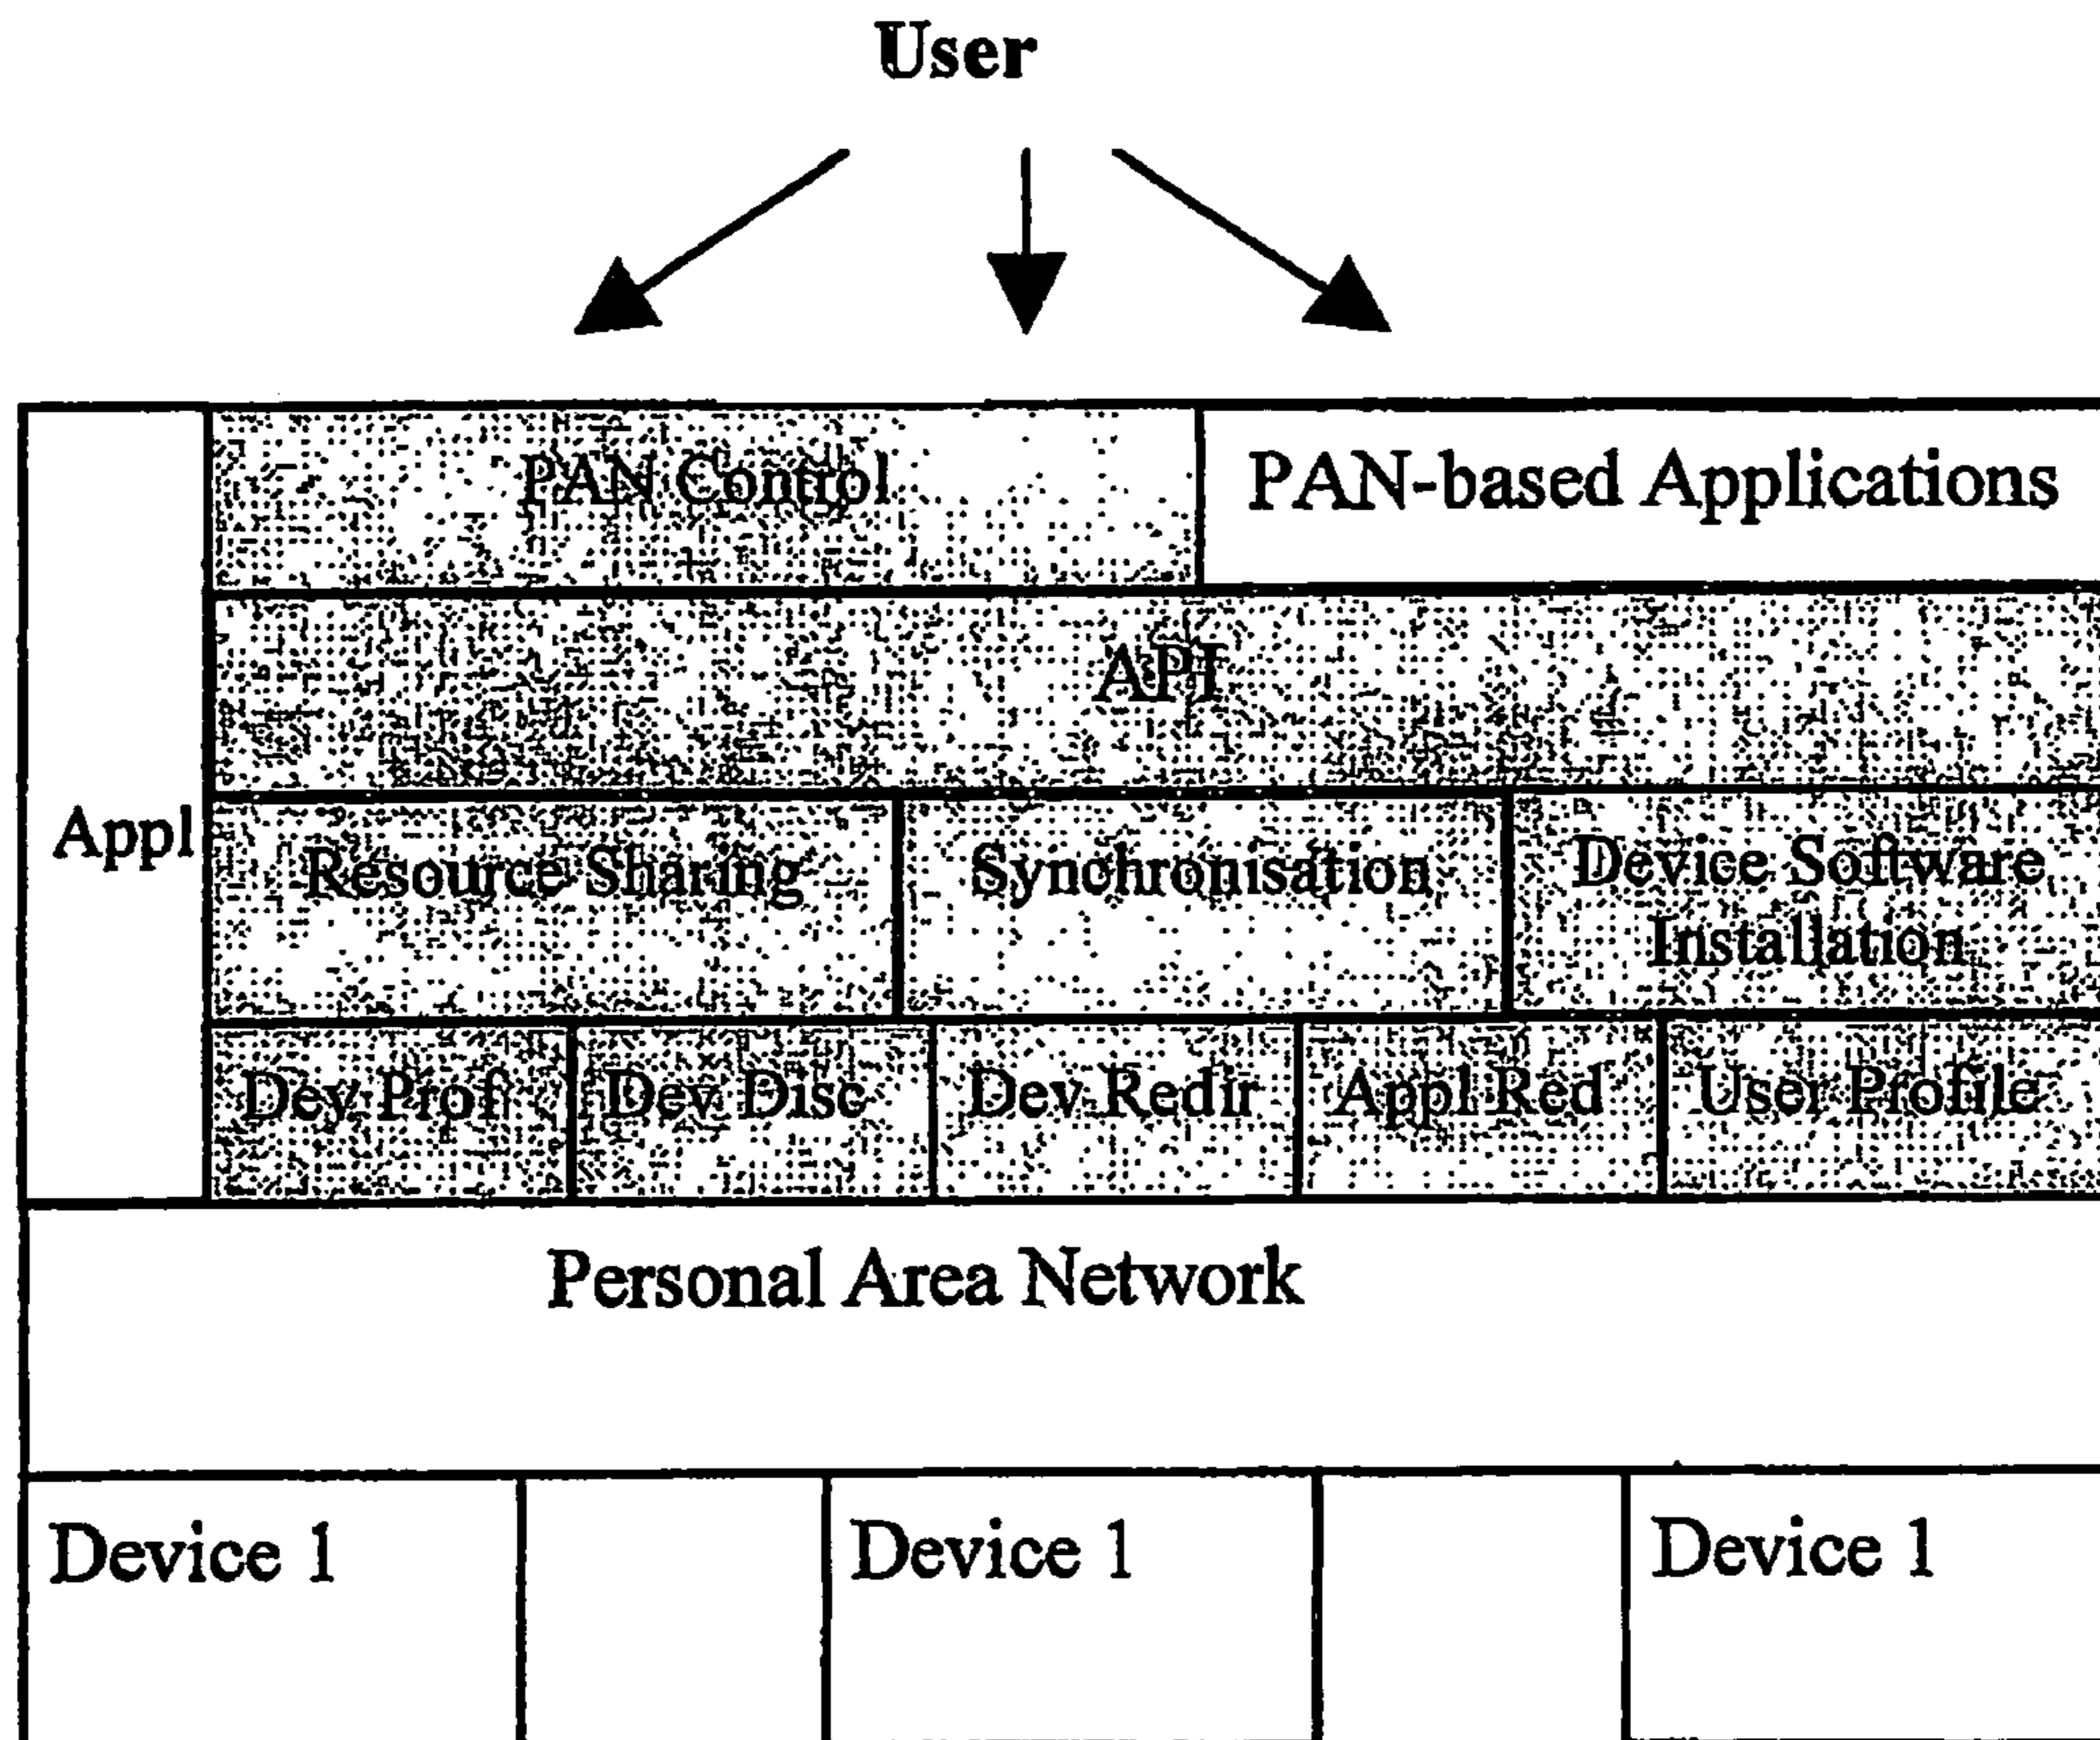 User
PAN Control
PAN-based Applications
API
Appl
Resource Sharing
Synchronisation
Device Software
Installation
Dev Prof
Dev Disc
Dev Redir
Appl Red
User Profile
Personal Area Network
Device 1
Device 1
Device 1